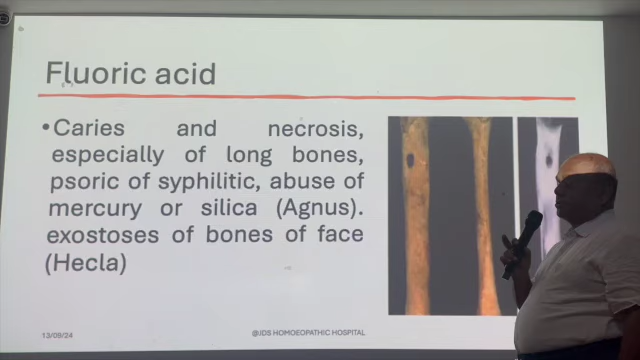 Fluoric acid
•Caries and necrosis,
especially of long bones,
psoric of syphilitic, abuse of
mercury or silica (Agnus).
exostoses of bones of face
(Hecla)
13/09/24
@JDS HOMOEOPATHIC HOSPITAL